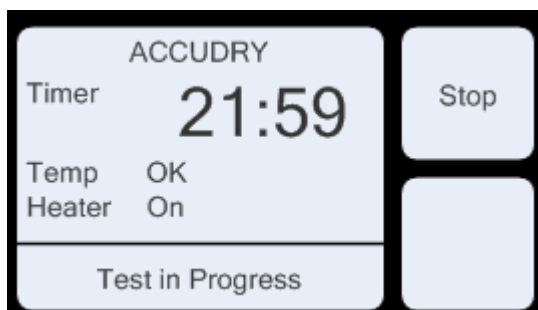 ACCUDRY
Timer 21:59
Temp OK
Heater On
Test in Progress
Stop